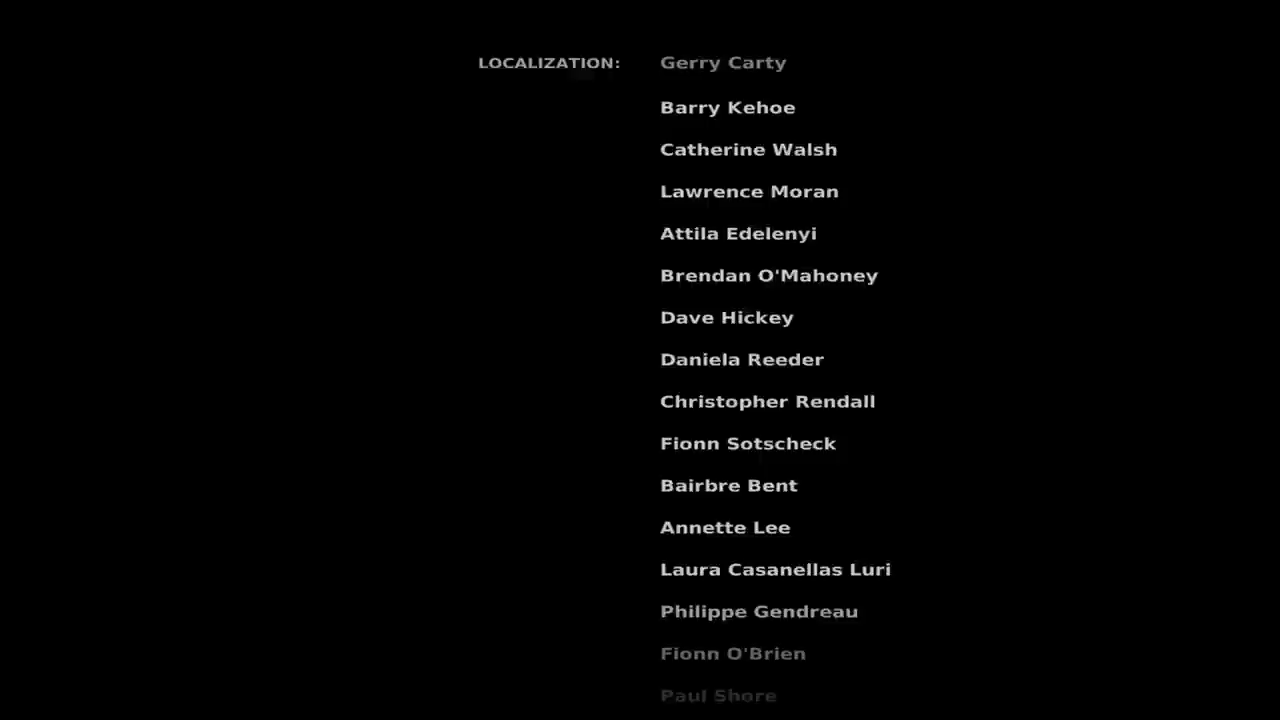 LOCALIZATION: Gerry Carty
Barry Kehoe
Catherine Walsh
Lawrence Moran
Attila Edelenyi
Brendan O'Mahoney
Dave Hickey
Daniela Reeder
Christopher Rendall
Fionn Sotscheck
Bairbre Bent
Annette Lee
Laura Casanellas Luri
Philippe Gendreau
Fionn O'Brien
Paul Shore